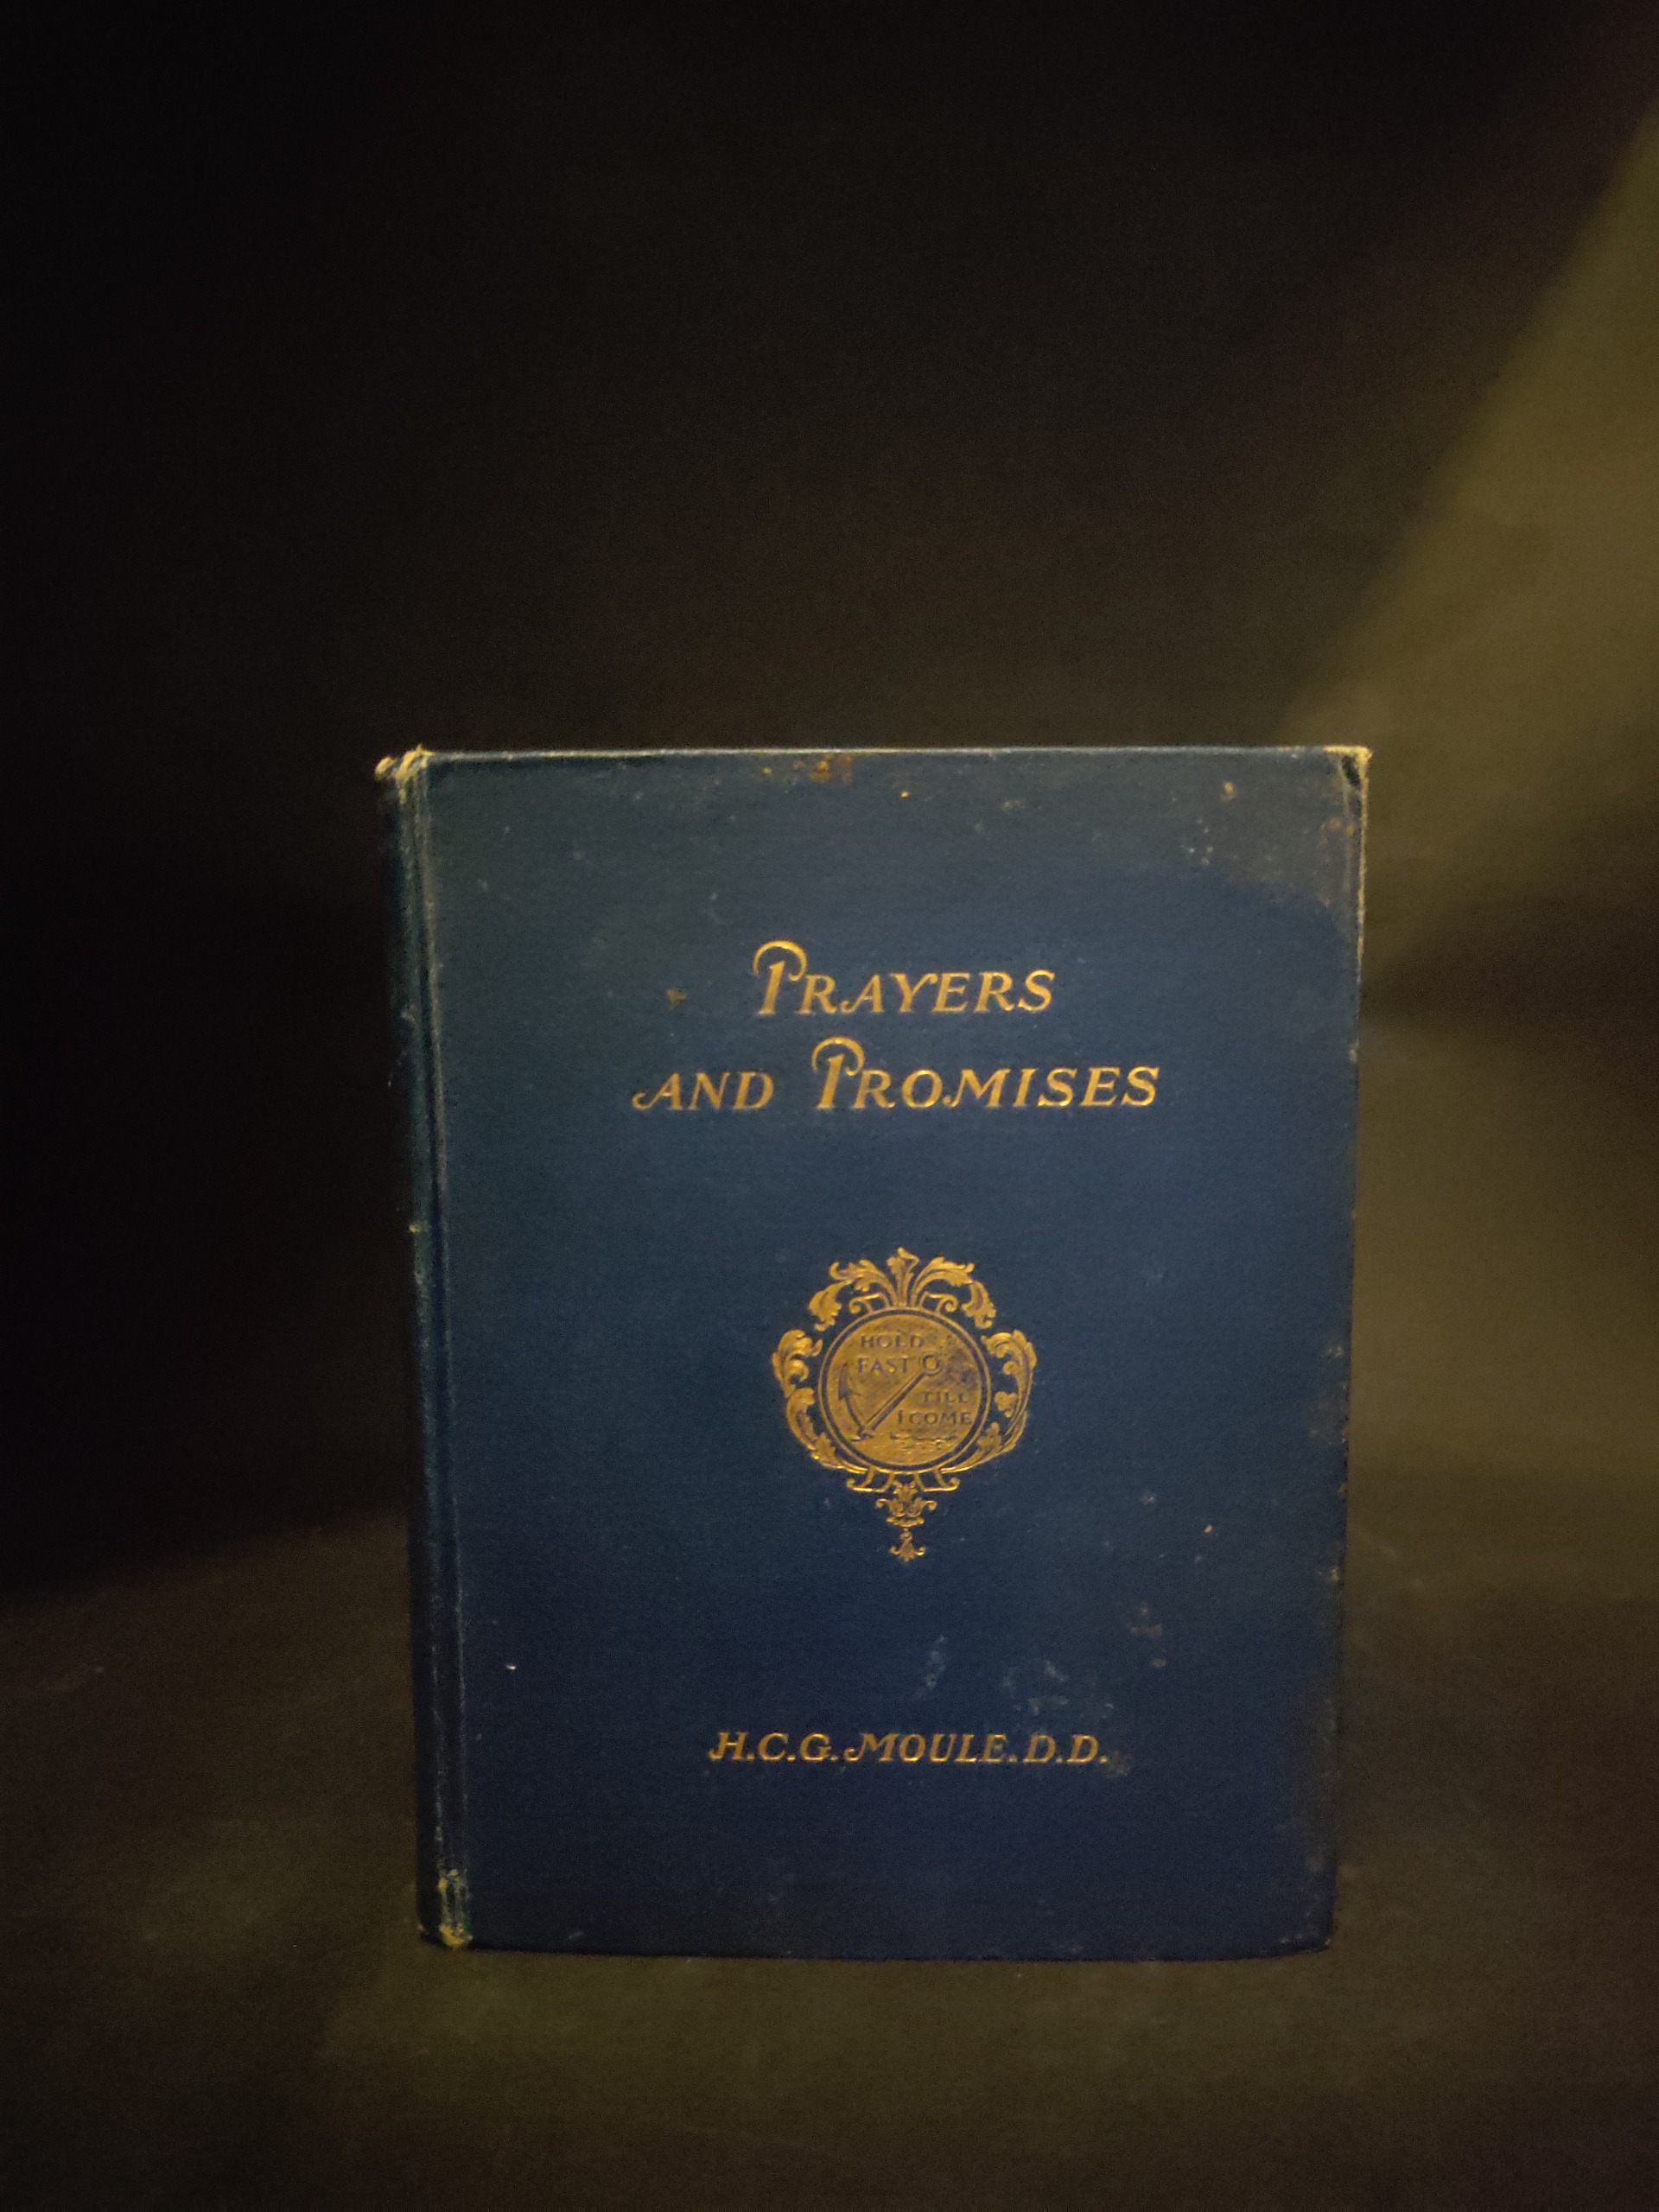 PRAYERS
AND PROMISES
HOLD
FAST
TILL
I COME
H.C.G. MOULE. D.D.